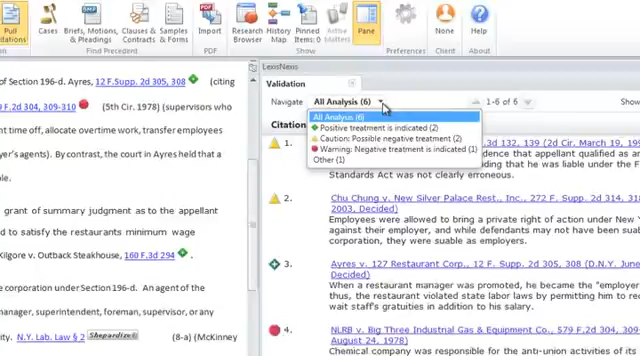 Pull
Cases
Briefs, Motions,
& Pleadings
Clauses &
Contracts
Samples
& Forms
Import
Research
Browser
History
Map
Pinned
Items: 0
Active
Matters
Pane
Preferences
None
Help
Find Precedent
PDF
Show
Settings
Client
About
of Section 196-d. Ayres, 12 F.Supp. 2d 305, 308 (citing
9 F.2d 304, 309-310 (5th Cir. 1978) (supervisors who
nt time off, allocate overtime work, transfer employees
yer's agents). By contrast, the court in Ayres held that a
ble.
grant of summary judgment as to the appellant
d to satisfy the restaurants minimum wage
Kilgore v. Outback Steakhouse, 160 F.3d 294 .
e corporation under Section 196-d. An agent of the
manager, superintendent, foreman, supervisor, or any
ity. N.Y. Lab. Law § 2 Shepardize (8-a) (McKinney
LexisNexis
Validation
Navigate All Analysis (6) 1-6 of 6 Show
All Analysis (6)
Positive treatment is indicated (2)
Caution: Possible negative treatment (2)
Warning: Negative treatment is indicated (1)
Other (1)
Citation
1. .3d 132, 139 (2d Cir. March 19,
dence that appellant qualified as an
ding that he was liable under the F
Standards Act was not clearly erroneous.
2. Chu Chung v. New Silver Palace Rest., Inc., 272 F. Supp. 2d 314, 31
2003, Decided)
Employees were allowed to bring a private right of action under New Y
against their employer, and while defendants may not have been sua
corporation, they were suable as employers.
3. Ayres v. 127 Restaurant Corp., 12 F. Supp. 2d 305, 308 (D.N.Y. June
Decided)
When a restaurant manager was promoted, he became the "employer
thus, the restaurant violated state labor laws by permitting him to re
wait staff's gratuities in addition to his salary.
4. NLRB v. Big Three Industrial Gas & Equipment Co., 579 F.2d 304, 309
August 24, 1978)
Chemical company was responsible for the anti-union activities of its